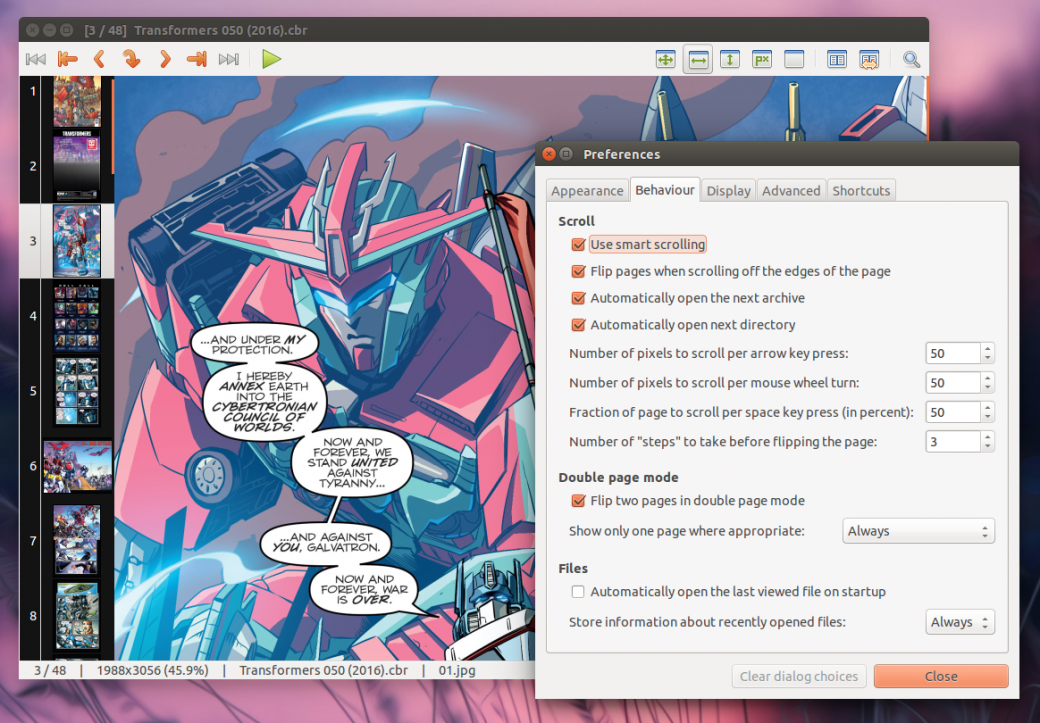 [3 / 48] Transformers 050 (2016).cbr
1
2
TRANSFORMERS
3
4
5
6
7
8
...AND UNDER MY
PROTECTION.
I HEREBY
ANNEX EARTH
INTO THE
CYBERTRONIAN
COUNCIL OF
WORLDS.
NOW AND
FOREVER, WE
STAND UNITED
AGAINST
TYRANNY...
...AND AGAINST
YOU, GALVATRON.
NOW AND
FOREVER, WAR
IS OVER.
3 / 48 | 1988x3056 (45.9%) | Transformers 050 (2016).cbr | 01.jpg
Preferences
Appearance Behaviour Display Advanced Shortcuts
Scroll
Use smart scrolling
Flip pages when scrolling off the edges of the page
Automatically open the next archive
Automatically open next directory
Number of pixels to scroll per arrow key press: 50
Number of pixels to scroll per mouse wheel turn: 50
Fraction of page to scroll per space key press (in percent): 50
Number of "steps" to take before flipping the page: 3
Double page mode
Flip two pages in double page mode
Show only one page where appropriate: Always
Files
Automatically open the last viewed file on startup
Store information about recently opened files: Always
Clear dialog choices Close